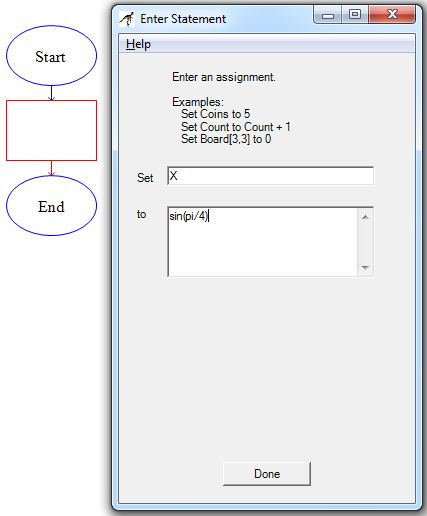 Start
End
Enter Statement
Help
Enter an assignment.
Examples:
Set Coins to 5
Set Count to Count + 1
Set Board[3,3] to 0
Set X
to sin(pi/4)
Done